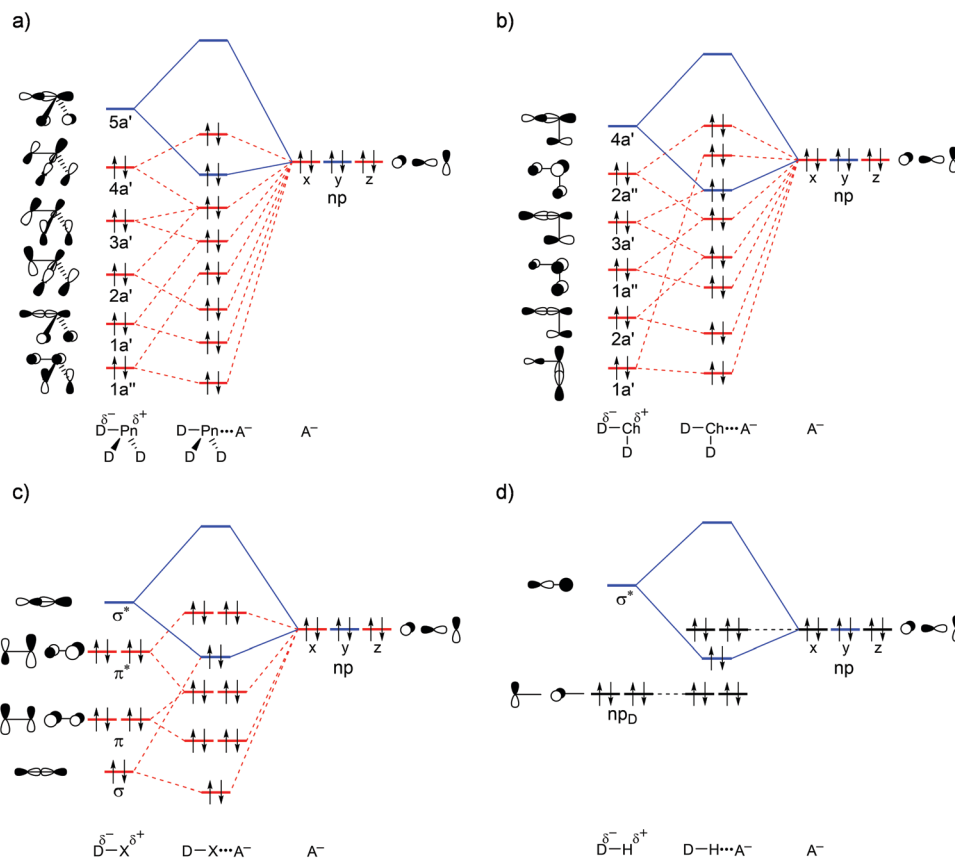 a)
5a'
4a'
3a'
2a'
1a'
1a"
x y z
np
δ− δ+
D—Pn
D D
D—Pn•••A−
D D
A−
b)
4a'
2a"
3a'
1a"
2a'
1a'
x y z
np
δ− δ+
D—Ch
D
D—Ch•••A−
D
A−
c)
σ*
π*
π
σ
x y z
np
δ− δ+
D—X
D—X•••A−
A−
d)
σ*
x y z
np
npD
δ− δ+
D—H
D—H•••A−
A−